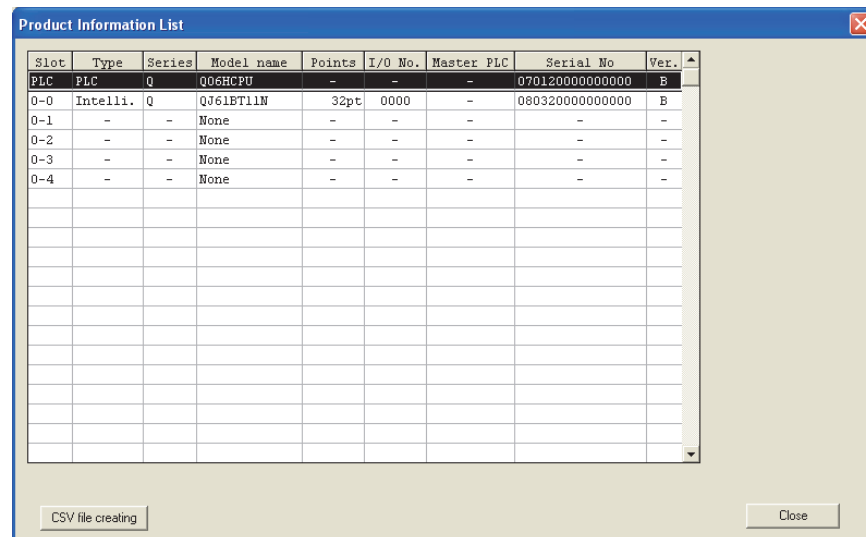 Product Information List
Slot Type Series Model name Points I/O No. Master PLC Serial No Ver.
PLC PLC Q Q06HCPU - - - 070120000000000 B
0-0 Intelli. Q QJ61BT11N 32pt 0000 - 080320000000000 B
0-1 - - None - - - - -
0-2 - - None - - - - -
0-3 - - None - - - - -
0-4 - - None - - - - -
CSV file creating Close